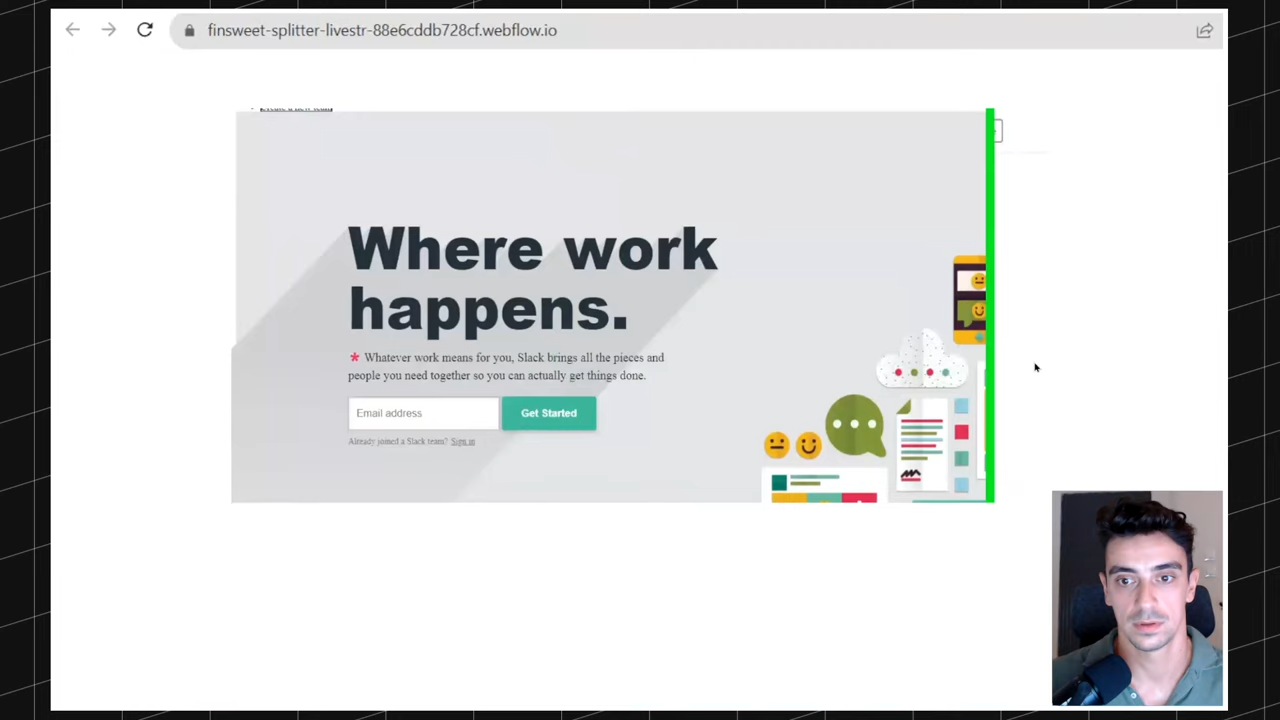 finsweet-splitter-livestr-88e6cddb728cf.webflow.io
Where work
happens.
* Whatever work means for you, Slack brings all the pieces and
people you need together so you can actually get things done.
Email address
Get Started
Already joined a Slack team? Sign in